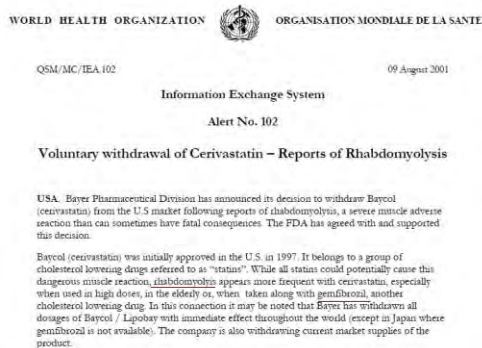 WORLD HEALTH ORGANIZATION
ORGANISATION MONDIALE DE LA SANTE
QSM/MC/IEA.102
09 August 2001
Information Exchange System
Alert No. 102
Voluntary withdrawal of Cerivastatin – Reports of Rhabdomyolysis
USA. Bayer Pharmaceutical Division has announced its decision to withdraw Baycol
(cerivastatin) from the U.S market following reports of rhabdomyolysis, a severe muscle adverse
reaction than can sometimes have fatal consequences. The FDA has agreed with and supported
this decision.
Baycol (cerivastatin) was initially approved in the U.S. in 1997. It belongs to a group of
cholesterol lowering drugs referred to as "statins". While all statins could potentially cause this
dangerous muscle reaction, rhabdomyolyis appears more frequent with cerivastatin, especially
when used in high doses, in the elderly or, when taken along with gemfibrozil, another
cholesterol lowering drug. In this connection it may be noted that Bayer has withdrawn all
dosages of Baycol / Lipobay with immediate effect throughout the world (except in Japan where
gemfibrozil is not available). The company is also withdrawing current market supplies of the
product.